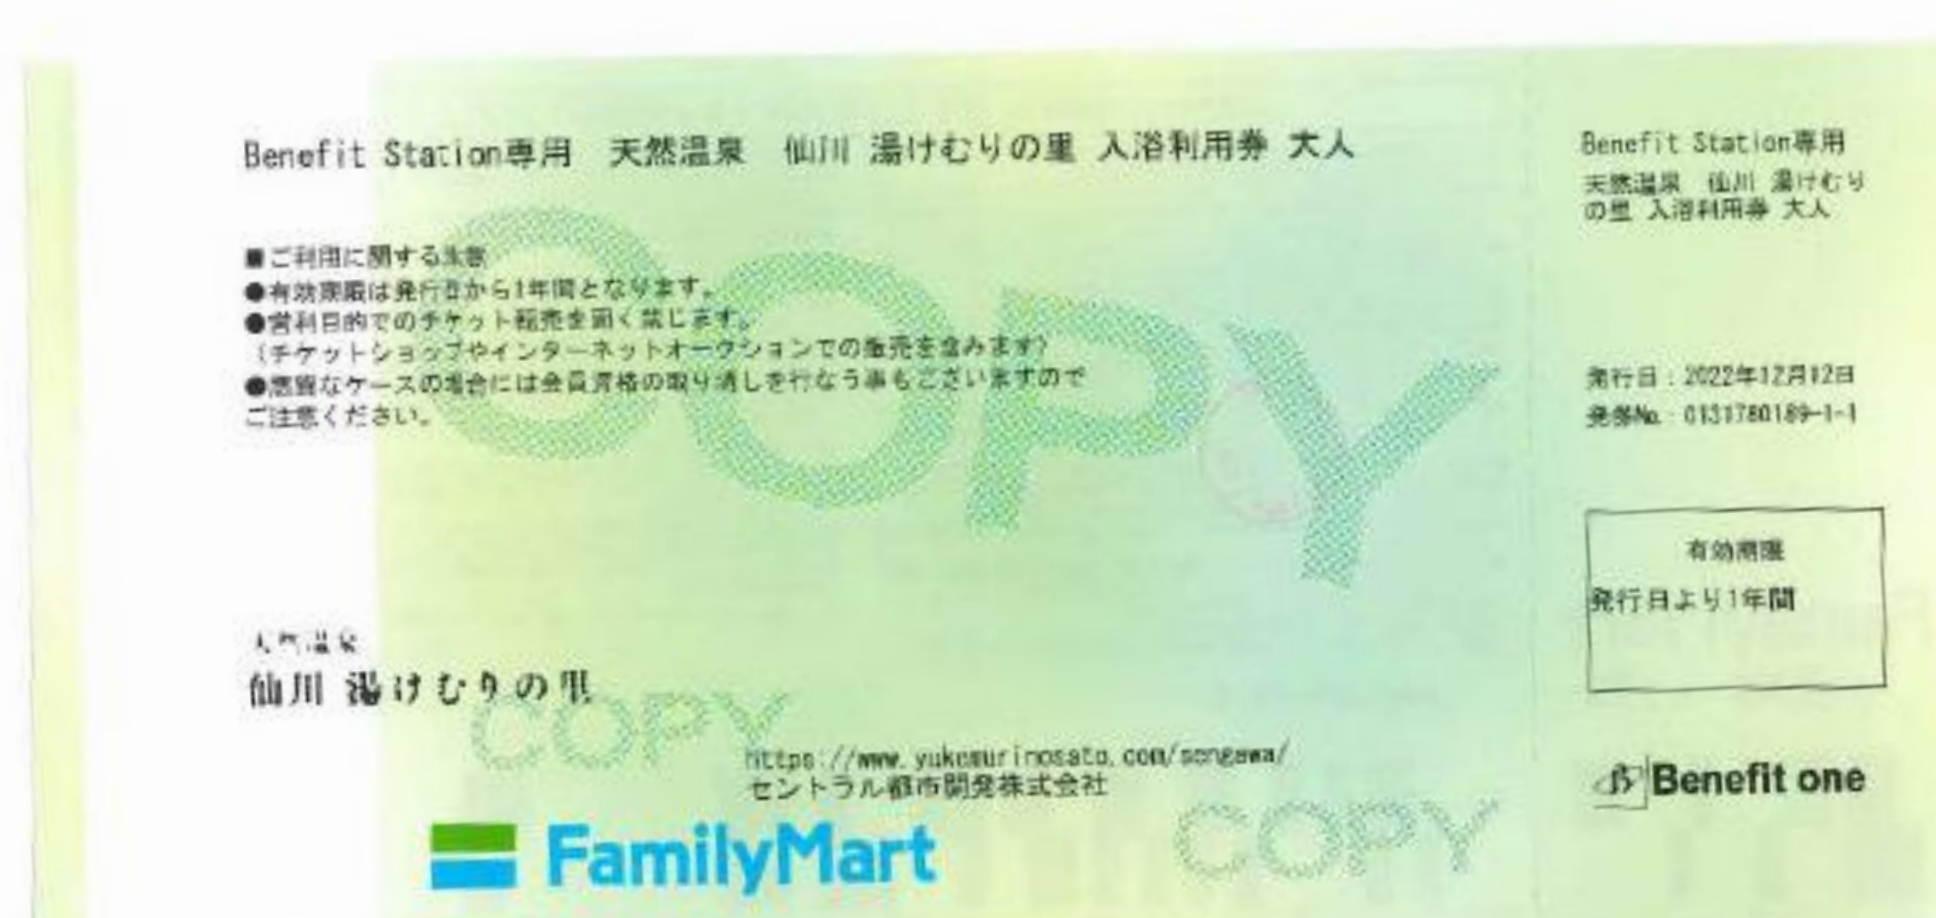 Benefit Station専用 天然温泉 仙川 湯けむりの里 入浴利用券 大人
■ご利用に関する注意
●有効期限は発行日から1年間となります。
●営利目的でのチケット転売を固く禁じます。
(チケットショップやインターネットオークションでの販売を含みます)
●悪質なケースの場合には会員資格の取り消しを行なう事もございますので
ご注意ください。
COPY
天然温泉
仙川 湯けむりの里
COPY
https://www.yukemurinosato.com/sengawa/
セントラル都市開発株式会社
FamilyMart
COPY
Benefit Station専用
天然温泉 仙川 湯けむり
の里 入浴利用券 大人
発行日:2022年12月12日
発券No. 0131780189-1-1
有効期限
発行日より1年間
Benefit one